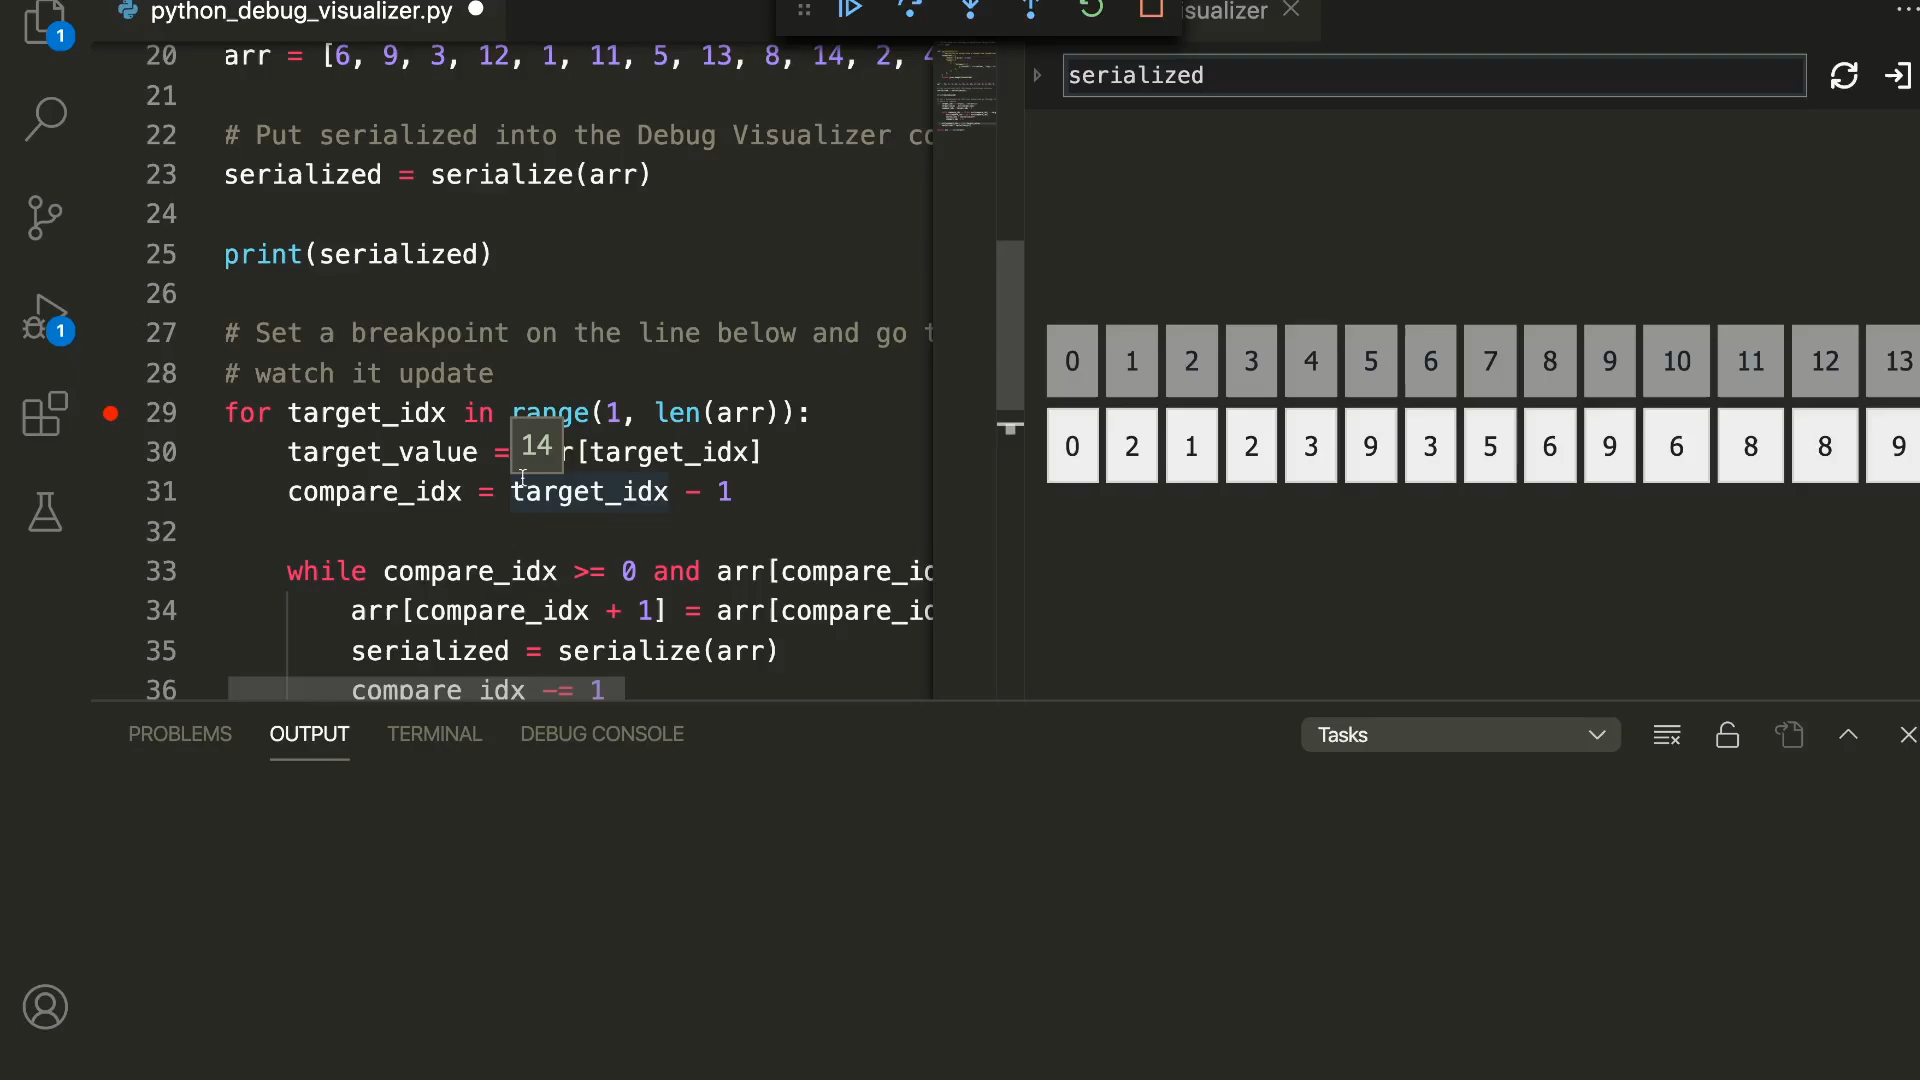 python_debug_visualizer.py
sualizer
1
20 arr = [6, 9, 3, 12, 1, 11, 5, 13, 8, 14, 2, 4
21
22 # Put serialized into the Debug Visualizer co
23 serialized = serialize(arr)
24
25 print(serialized)
26
27 # Set a breakpoint on the line below and go t
28 # watch it update
29 for target_idx in range(1, len(arr)):
14
30 target_value = r[target_idx]
31 compare_idx = target_idx - 1
32
33 while compare_idx >= 0 and arr[compare_id
34 arr[compare_idx + 1] = arr[compare_id
35 serialized = serialize(arr)
36 compare_idx -= 1
1
serialized
0 1 2 3 4 5 6 7 8 9 10 11 12 13
0 2 1 2 3 9 3 5 6 9 6 8 8 9
PROBLEMS OUTPUT TERMINAL DEBUG CONSOLE
Tasks